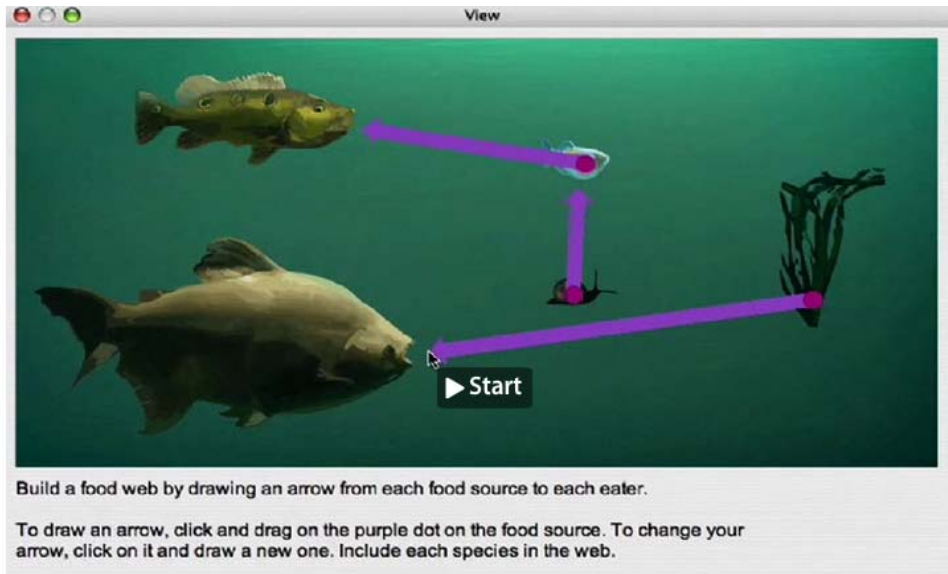 View
Start
Build a food web by drawing an arrow from each food source to each eater.
To draw an arrow, click and drag on the purple dot on the food source. To change your
arrow, click on it and draw a new one. Include each species in the web.